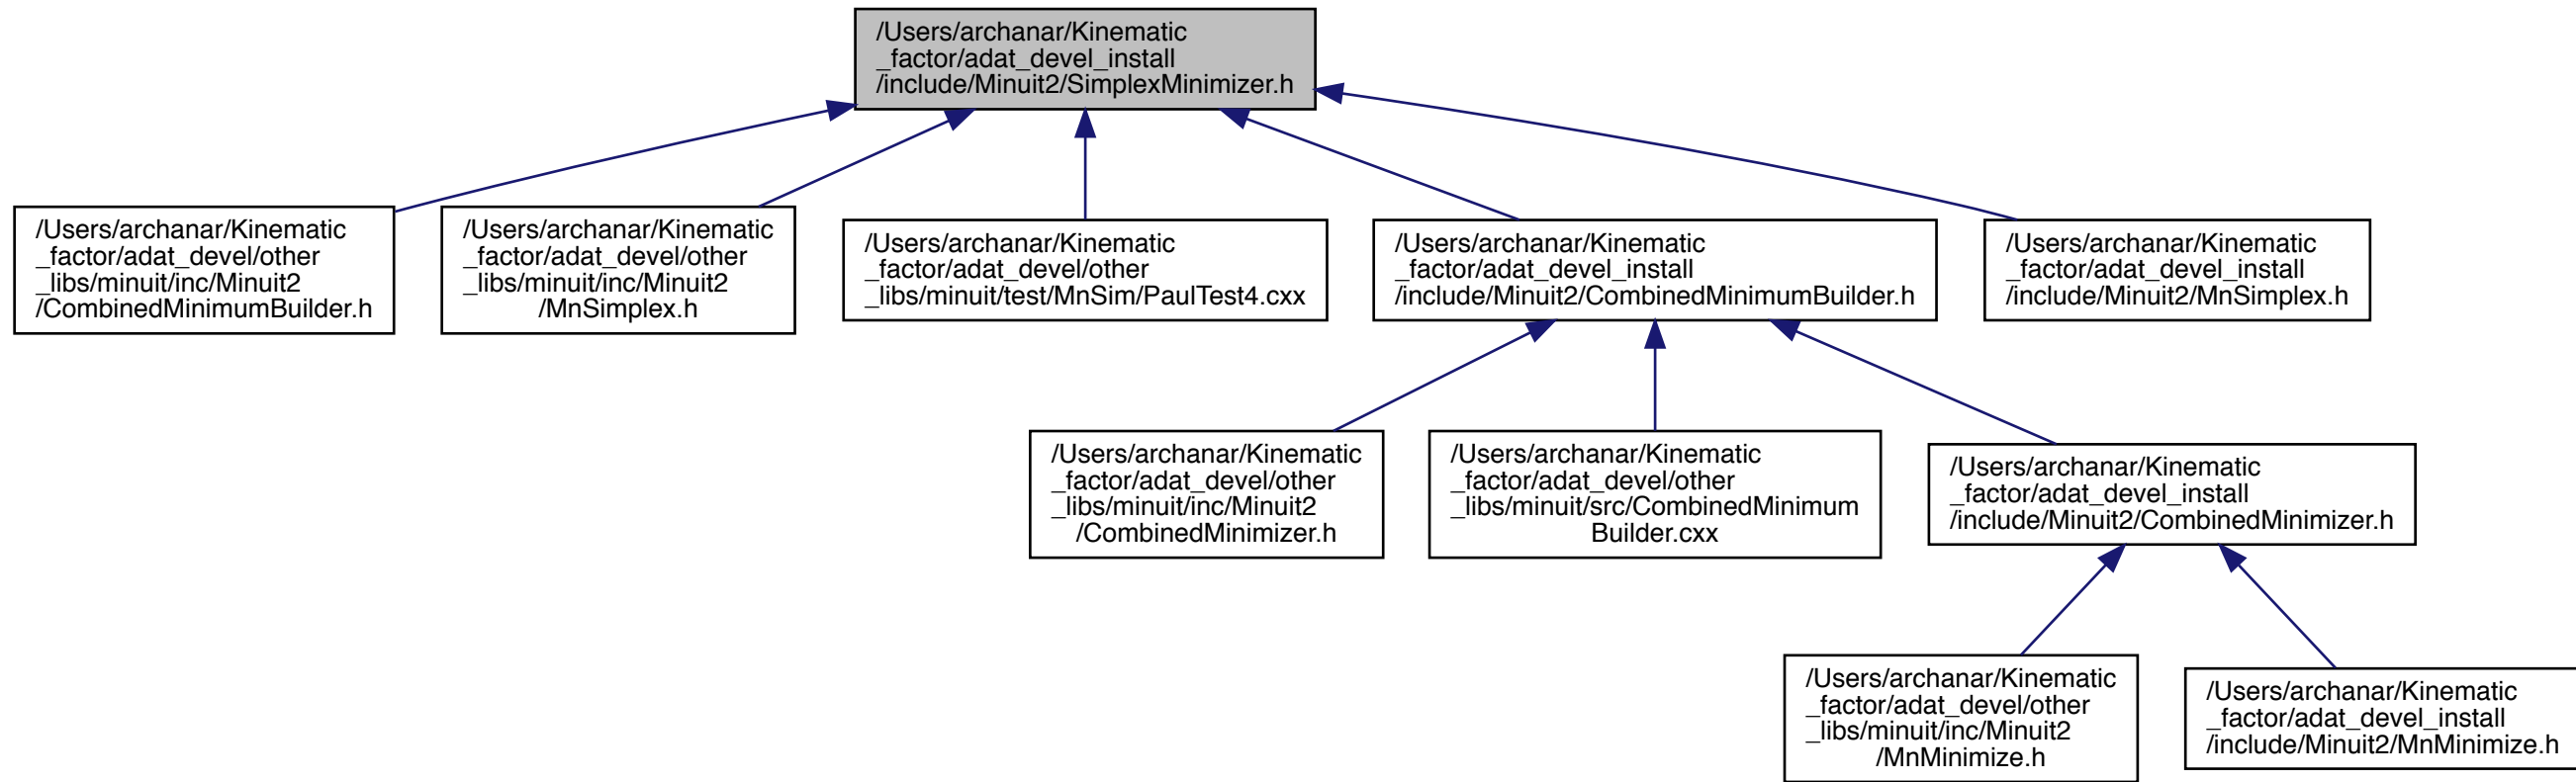 /Users/archanar/Kinematic
_factor/adat_devel_install
/include/Minuit2/SimplexMinimizer.h
/Users/archanar/Kinematic
_factor/adat_devel/other
_libs/minuit/inc/Minuit2
/CombinedMinimumBuilder.h
/Users/archanar/Kinematic
_factor/adat_devel/other
_libs/minuit/inc/Minuit2
/MnSimplex.h
/Users/archanar/Kinematic
_factor/adat_devel/other
_libs/minuit/test/MnSim/PaulTest4.cxx
/Users/archanar/Kinematic
_factor/adat_devel_install
/include/Minuit2/CombinedMinimumBuilder.h
/Users/archanar/Kinematic
_factor/adat_devel_install
/include/Minuit2/MnSimplex.h
/Users/archanar/Kinematic
_factor/adat_devel/other
_libs/minuit/inc/Minuit2
/CombinedMinimizer.h
/Users/archanar/Kinematic
_factor/adat_devel/other
_libs/minuit/src/CombinedMinimum
Builder.cxx
/Users/archanar/Kinematic
_factor/adat_devel_install
/include/Minuit2/CombinedMinimizer.h
/Users/archanar/Kinematic
_factor/adat_devel/other
_libs/minuit/inc/Minuit2
/MnMinimize.h
/Users/archanar/Kinematic
_factor/adat_devel_install
/include/Minuit2/MnMinimize.h